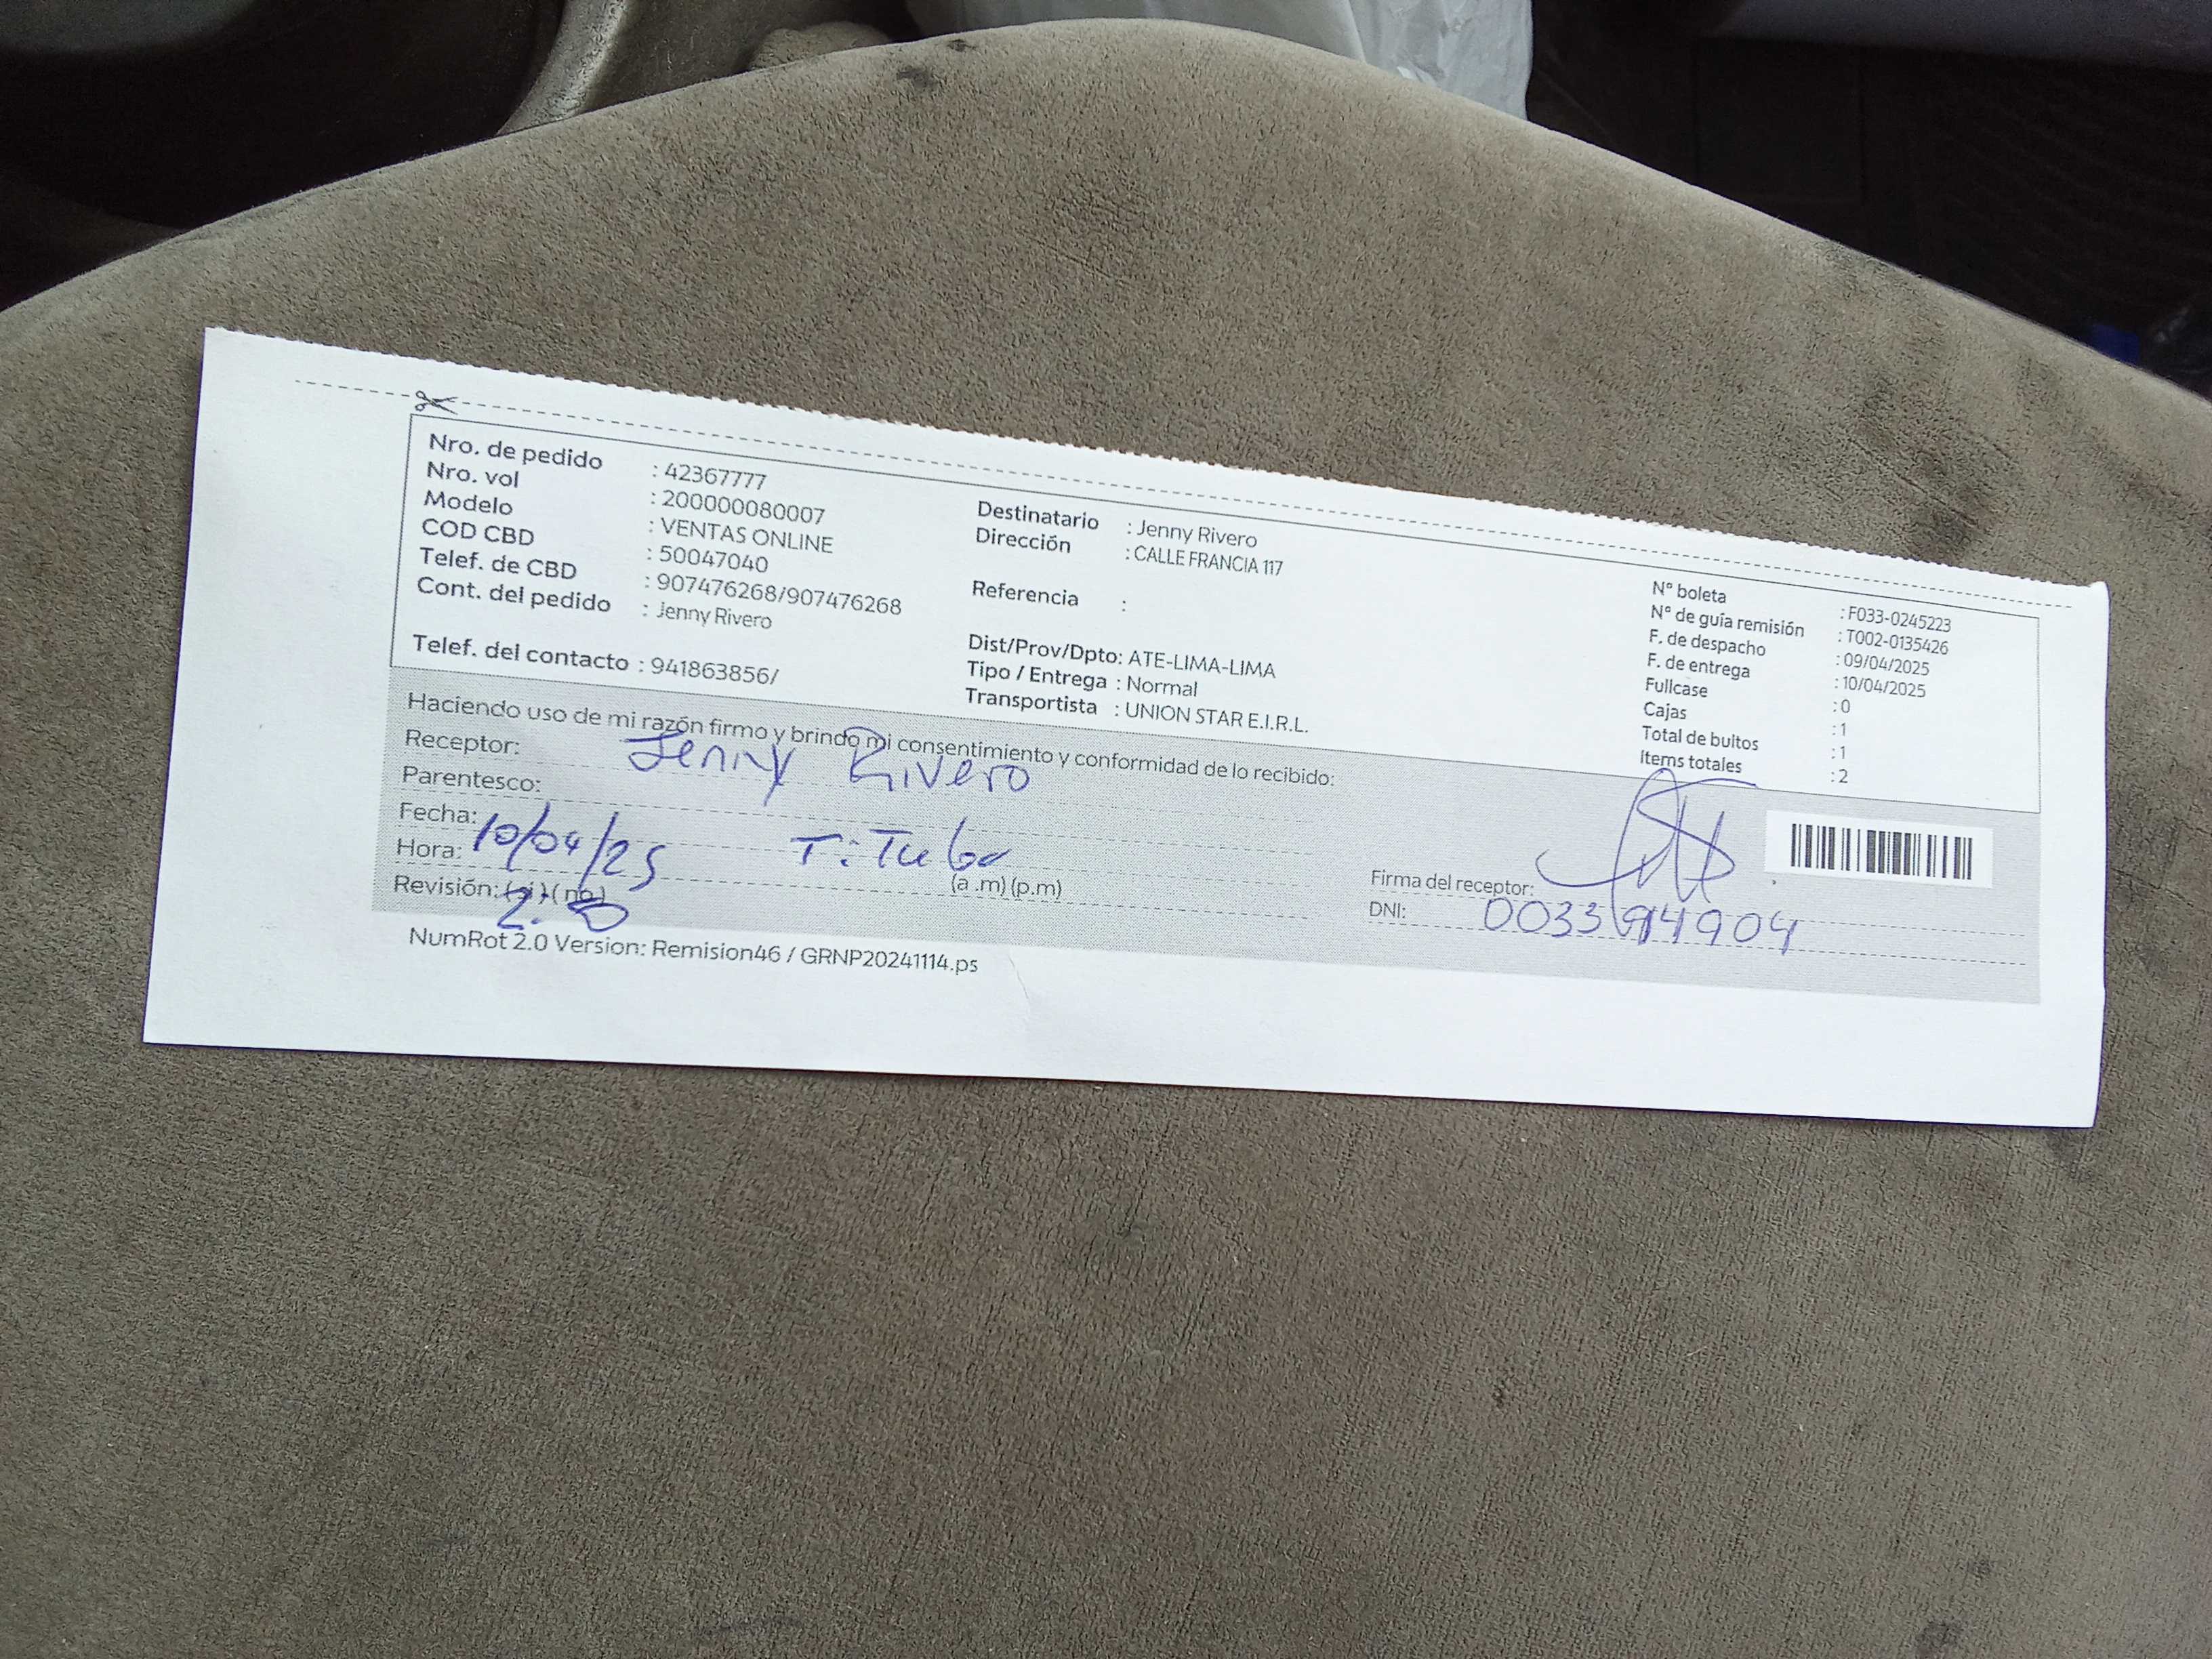 Nro. de pedido : 42367777
Nro. vol : 200000080007
Modelo : VENTAS ONLINE
COD CBD : 50047040
Telef. de CBD : 907476268/907476268
Cont. del pedido : Jenny Rivero
Telef. del contacto : 941863856/
Destinatario : Jenny Rivero
Dirección : CALLE FRANCIA 117
Referencia :
Dist/Prov/Dpto: ATE-LIMA-LIMA
Tipo / Entrega : Normal
Transportista : UNION STAR E.I.R.L.
N° boleta : F033-0245223
N° de guía remisión : T002-0135426
F. de despacho : 09/04/2025
F. de entrega : 10/04/2025
Fullcase : 0
Cajas : 1
Total de bultos : 1
Items totales : 2
Haciendo uso de mi razón firmo y brindo mi consentimiento y conformidad de lo recibido:
Receptor: Jenny Rivero
Parentesco:
Fecha: 10/04/25
Hora: (a .m) (p.m)
Revisión: (si) (no)
Firma del receptor:
DNI:
NumRot 2.0 Version: Remision46 / GRNP20241114.ps